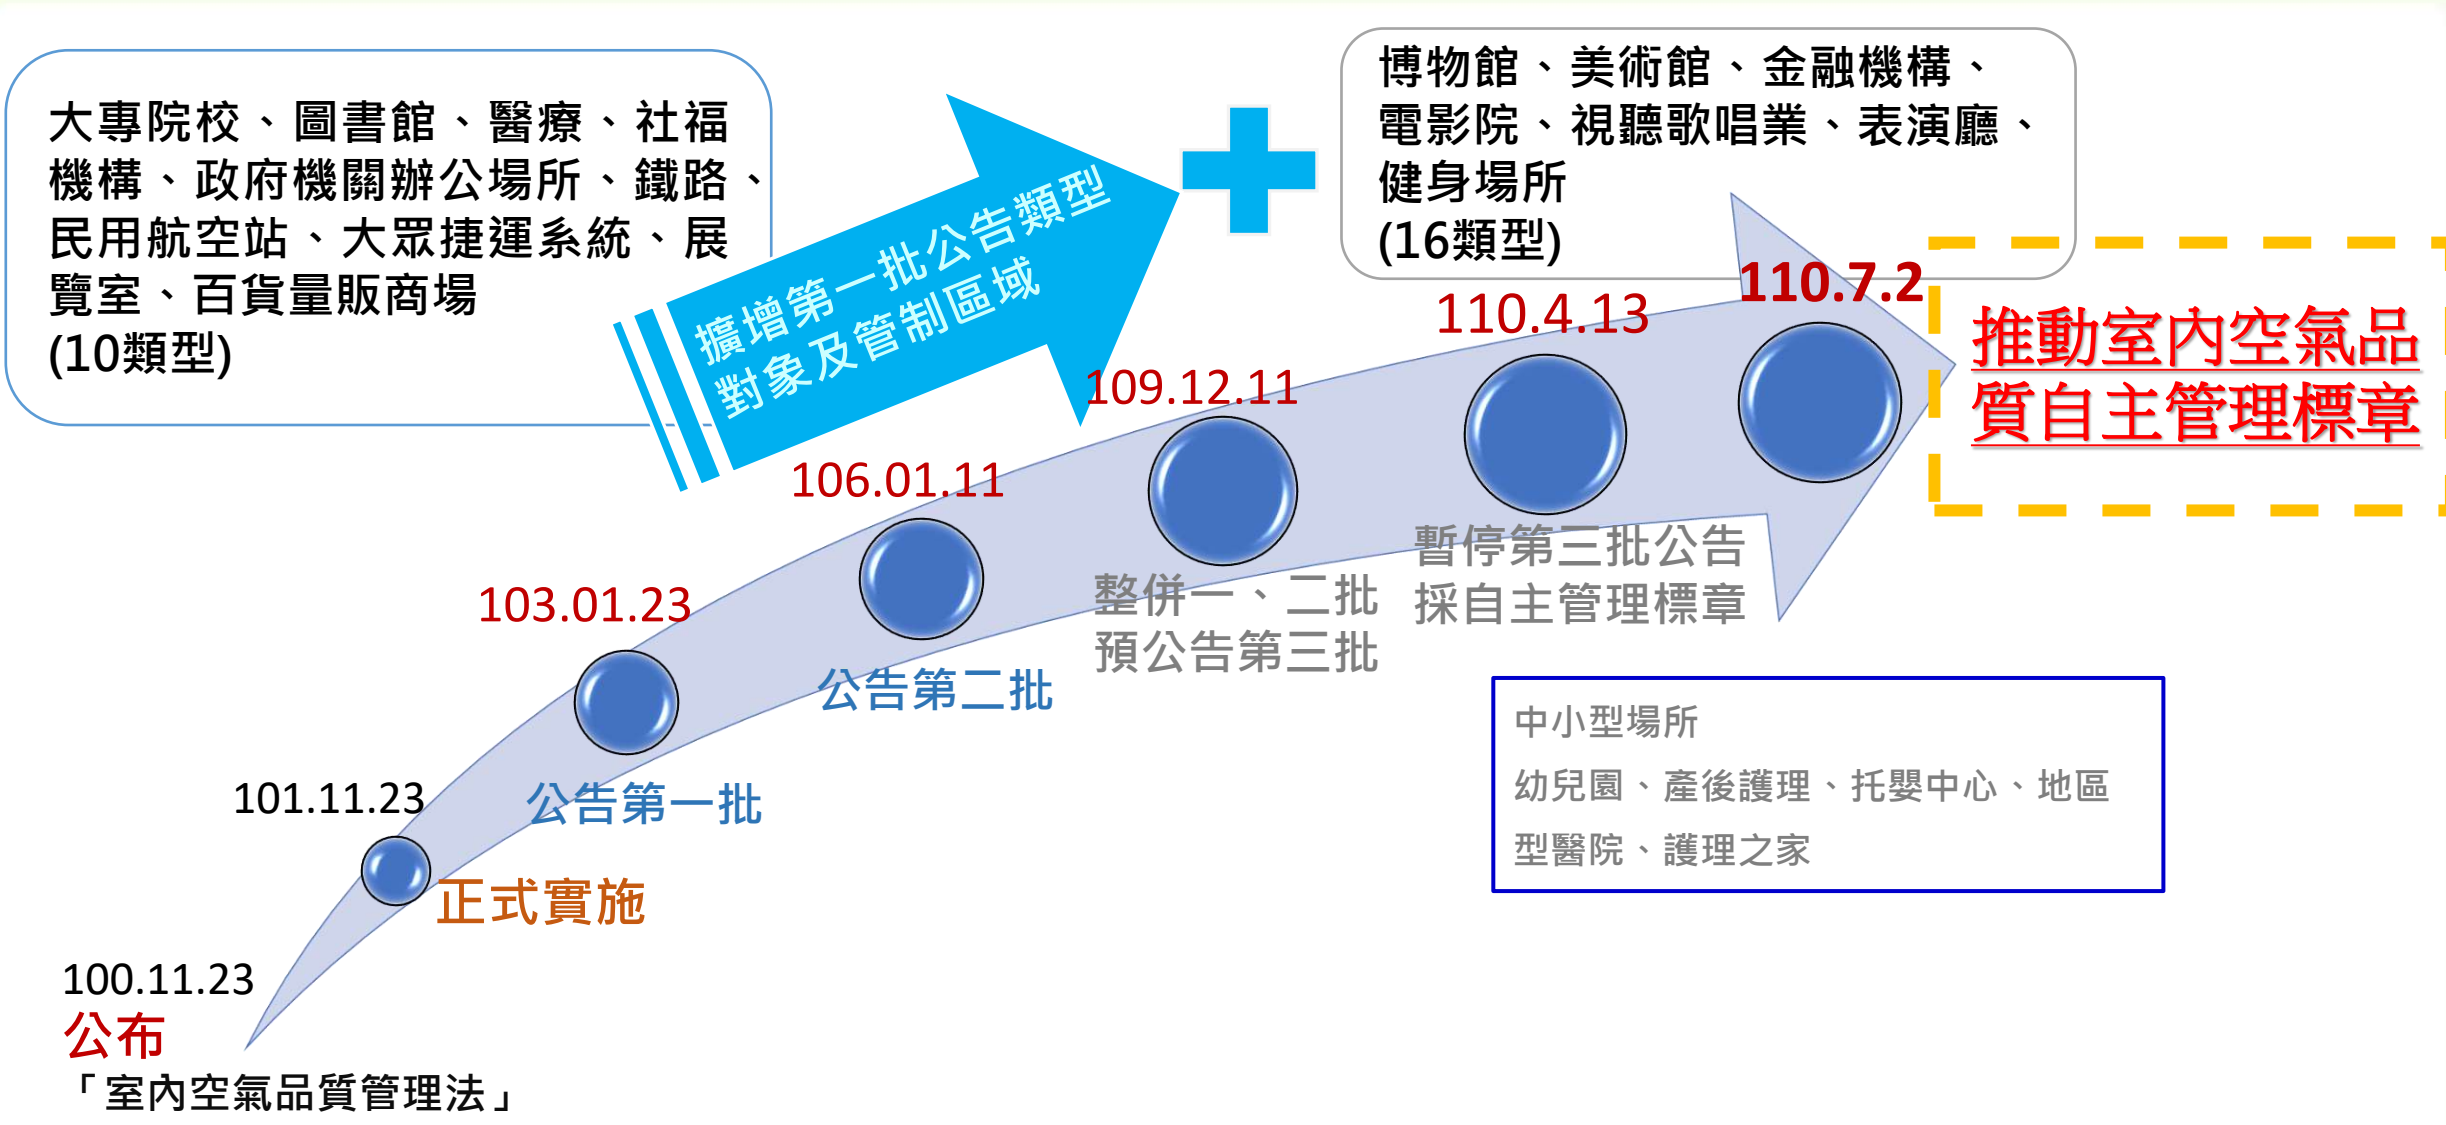 大專院校、圖書館、醫療、社福
機構、政府機關辦公場所、鐵路、
民用航空站、大眾捷運系統、展
覽室、百貨量販商場
(10類型)
擴增第一批公告類型
對象及管制區域
博物館、美術館、金融機構、
電影院、視聽歌唱業、表演廳、
健身場所
(16類型)
110.7.2
推動室內空氣品
質自主管理標章
110.4.13
暫停第三批公告
採自主管理標章
109.12.11
整併一、二批
預公告第三批
106.01.11
公告第二批
103.01.23
公告第一批
101.11.23
正式實施
100.11.23
公布
「室內空氣品質管理法」
中小型場所
幼兒園、產後護理、托嬰中心、地區
型醫院、護理之家